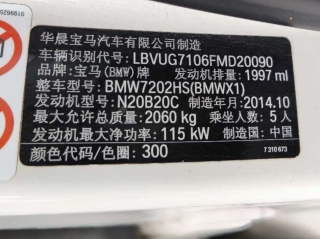 华晨宝马汽车有限公司制造
车辆识别代号: LBVUG7106FMD20090
品牌: 宝马(BMW)牌 发动机排量: 1997 ml
整车型号: BMW7202HS(BMWX1)
发动机型号: N20B20C 制造年月: 2014.10
最大允许总质量: 2060 kg 乘坐人数: 5人
发动机最大净功率: 115 kW 制造国: 中国
颜色代码/色圈: 300
7 310 673